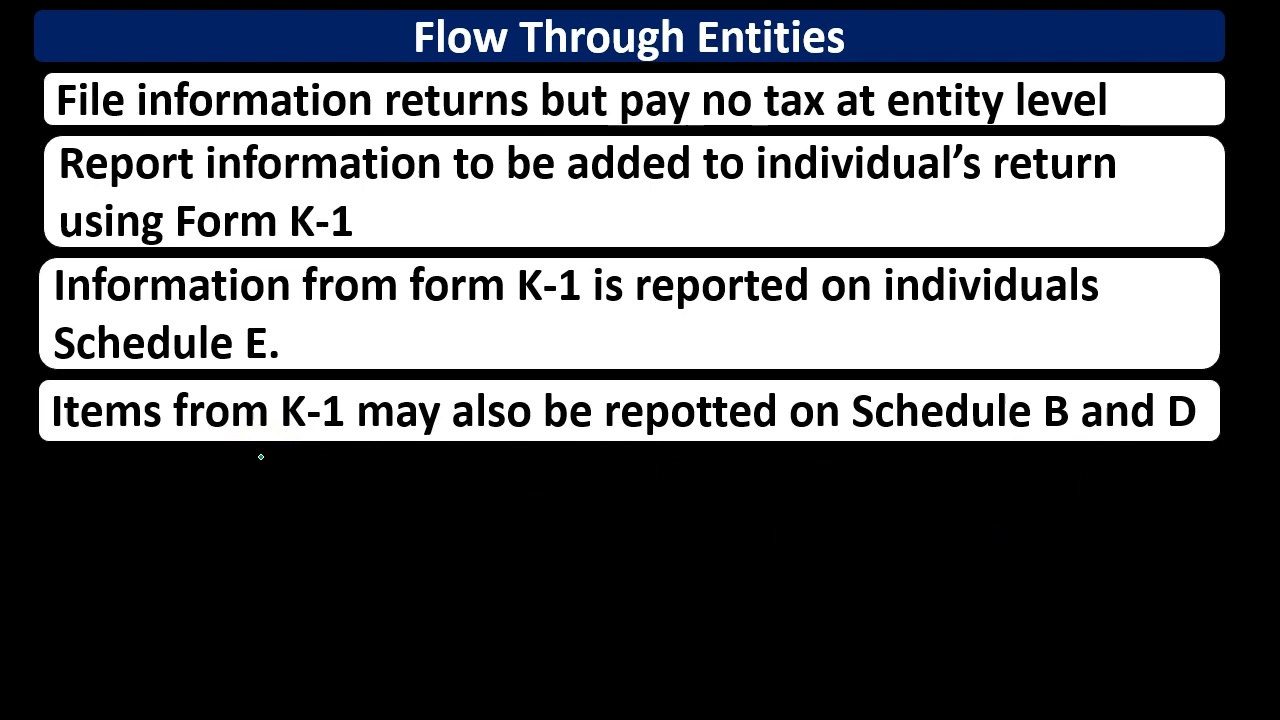 Flow Through Entities
File information returns but pay no tax at entity level
Report information to be added to individual’s return
using Form K-1
Information from form K-1 is reported on individuals
Schedule E.
Items from K-1 may also be repotted on Schedule B and D